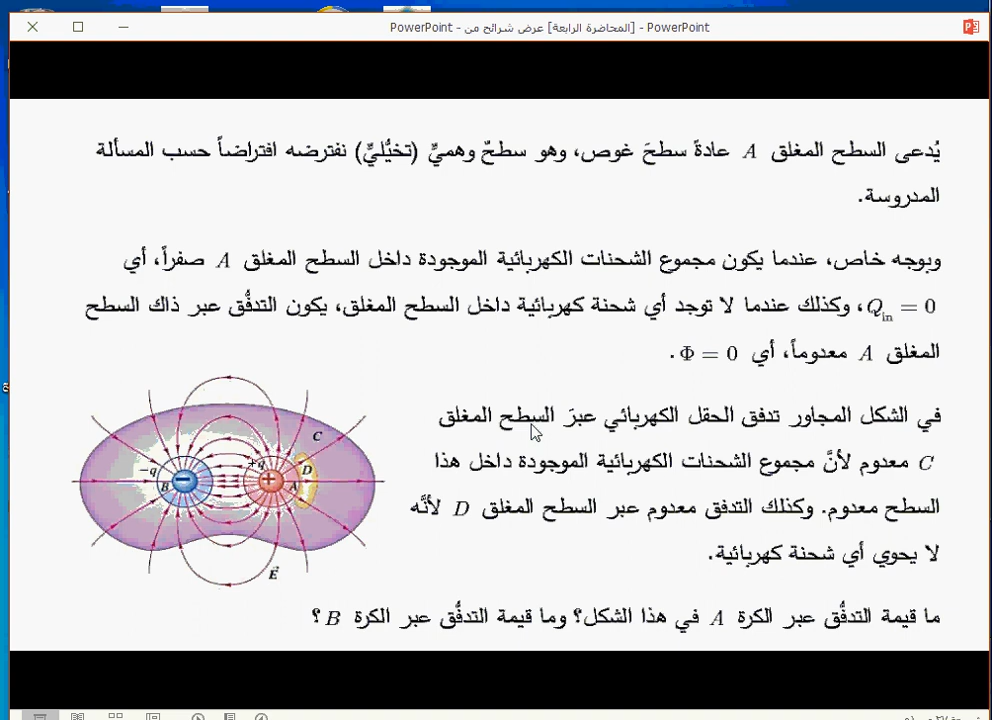 PowerPoint - [المحاضرة الرابعة] عرض شرائح من - PowerPoint
يُدعى السطح المغلق A عادةً سطحَ غوص، وهو سطحٌ وهميٌّ (تخيُّليٌّ) نفترضه افتراضاً حسب المسألة
المدروسة.
وبوجه خاص، عندما يكون مجموع الشحنات الكهربائية الموجودة داخل السطح المغلق A صفراً، أي
Q_in = 0، وكذلك عندما لا توجد أي شحنة كهربائية داخل السطح المغلق، يكون التدفُّق عبر ذاك السطح
المغلق A معدوماً، أي Φ = 0.
في الشكل المجاور تدفق الحقل الكهربائي عبرَ السطح المغلق
C معدوم لأنَّ مجموع الشحنات الكهربائية الموجودة داخل هذا
السطح معدوم. وكذلك التدفق معدوم عبر السطح المغلق D لأنَّه
لا يحوي أي شحنة كهربائية.
C
−q
+q
D
B
−
+
A
E⃗
ما قيمة التدفُّق عبر الكرة A في هذا الشكل؟ وما قيمة التدفُّق عبر الكرة B؟